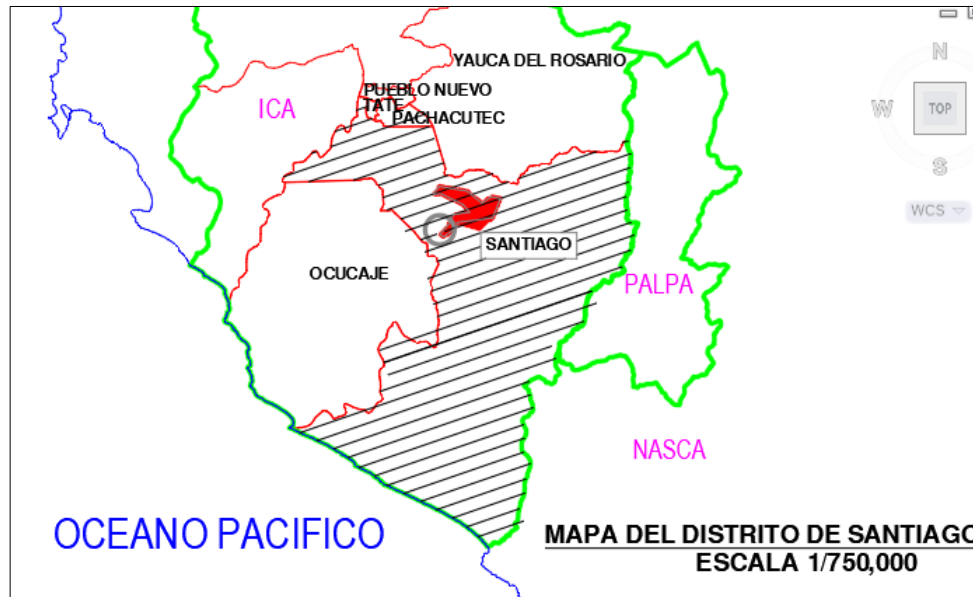 YAUCA DEL ROSARIO
PUEBLO NUEVO
ICA
TATE
PACHACUTEC
N
W
TOP
S
WCS
SANTIAGO
OCUCAJE
PALPA
NASCA
OCEANO PACIFICO
MAPA DEL DISTRITO DE SANTIAGO
ESCALA 1/750,000